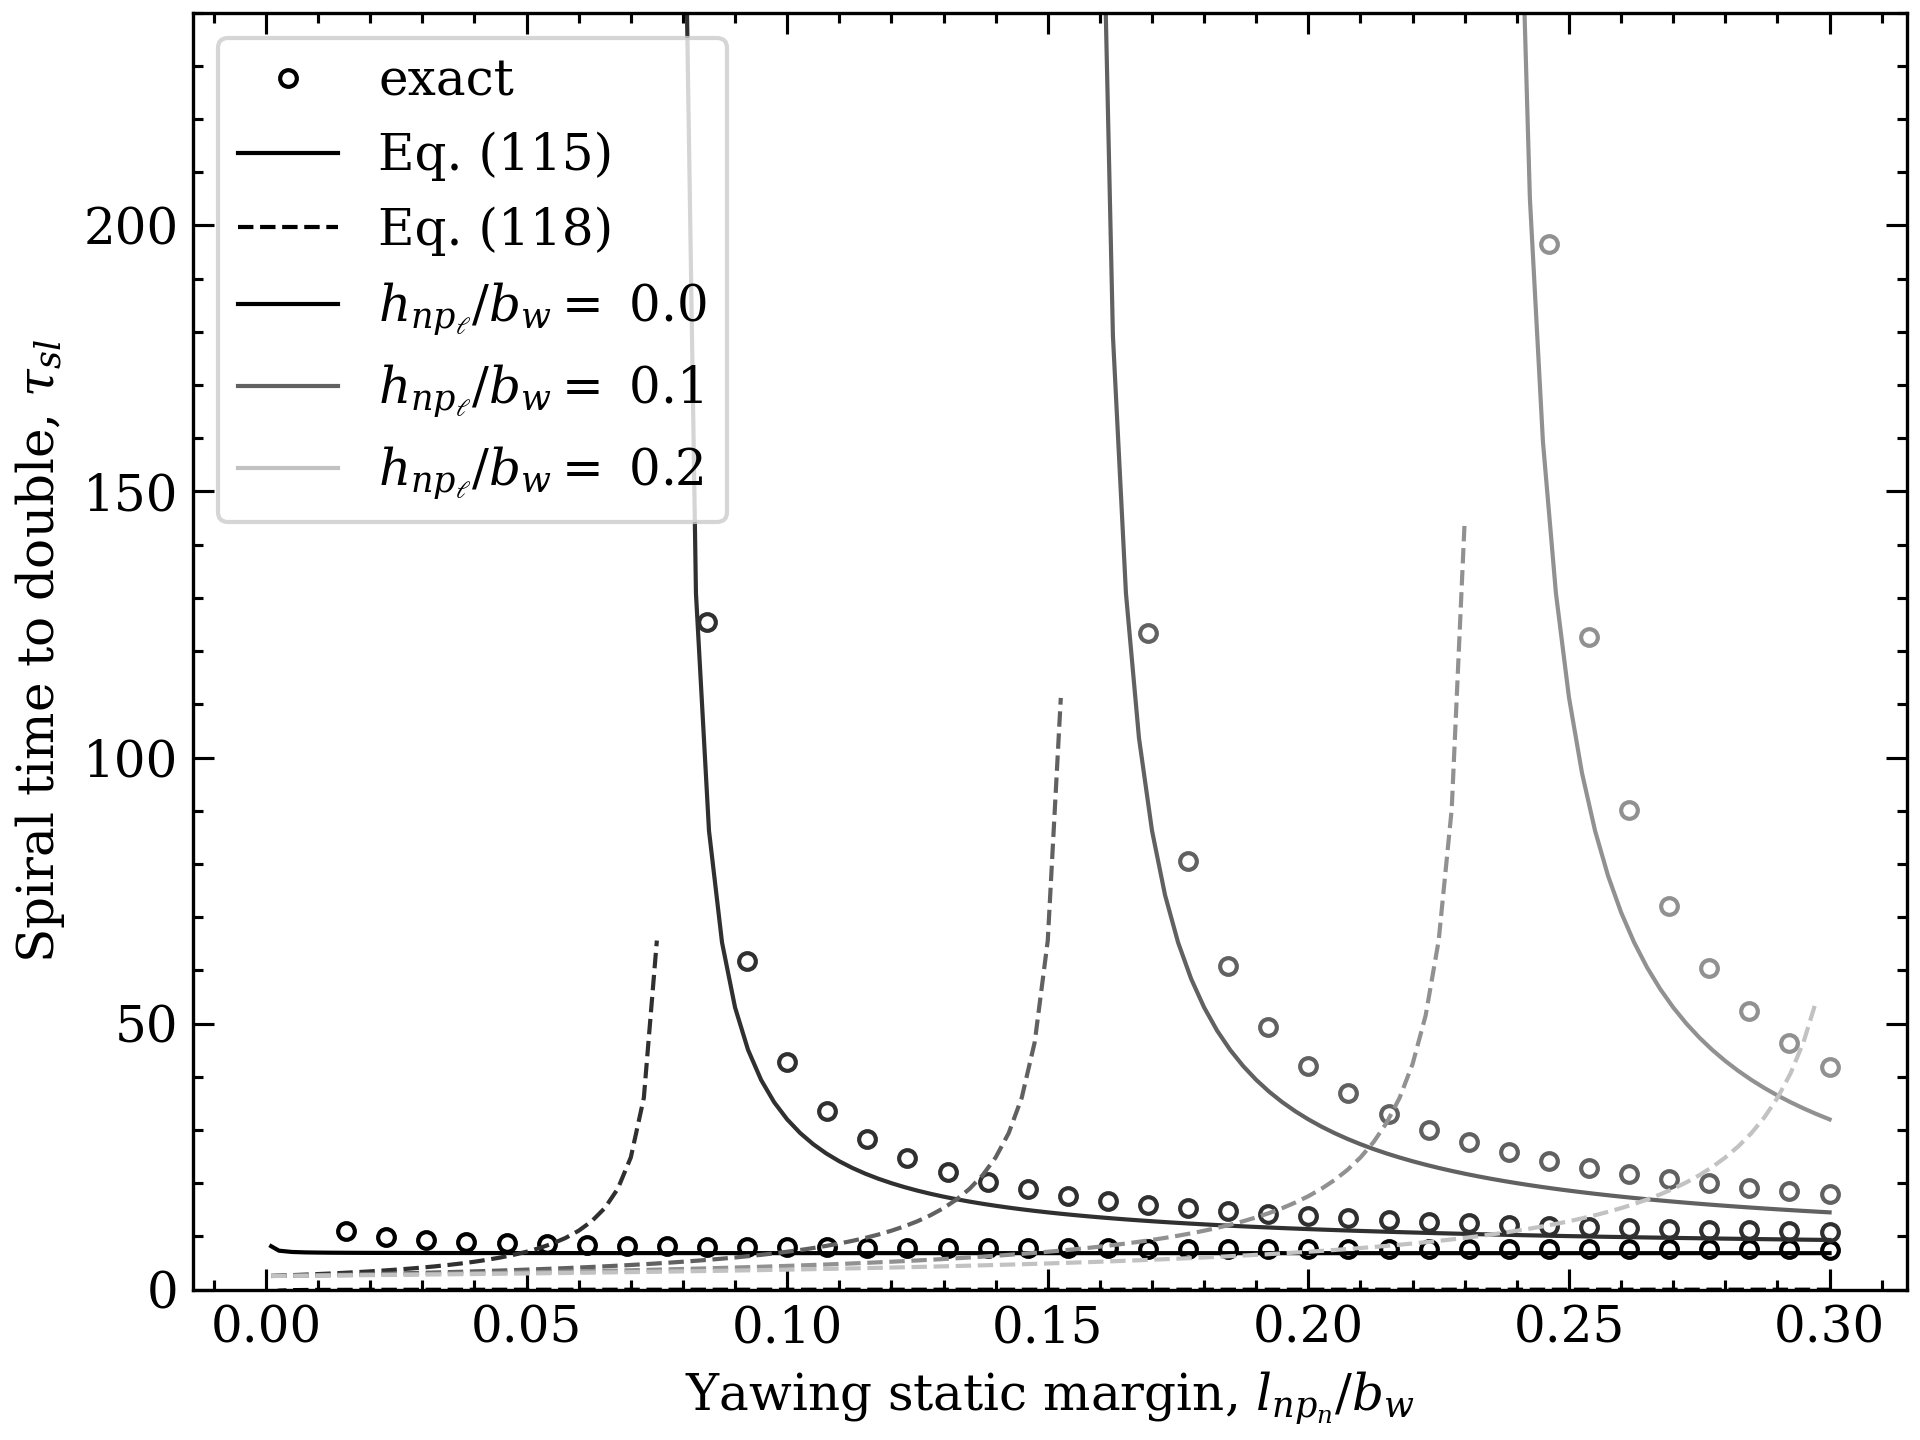 exact
Eq. (115)
Eq. (118)
h_{np_ℓ}/b_w = 0.0
h_{np_ℓ}/b_w = 0.1
h_{np_ℓ}/b_w = 0.2
Spiral time to double, τ_{sl}
200
150
100
50
0
0.00 0.05 0.10 0.15 0.20 0.25 0.30
Yawing static margin, l_{np_n}/b_w